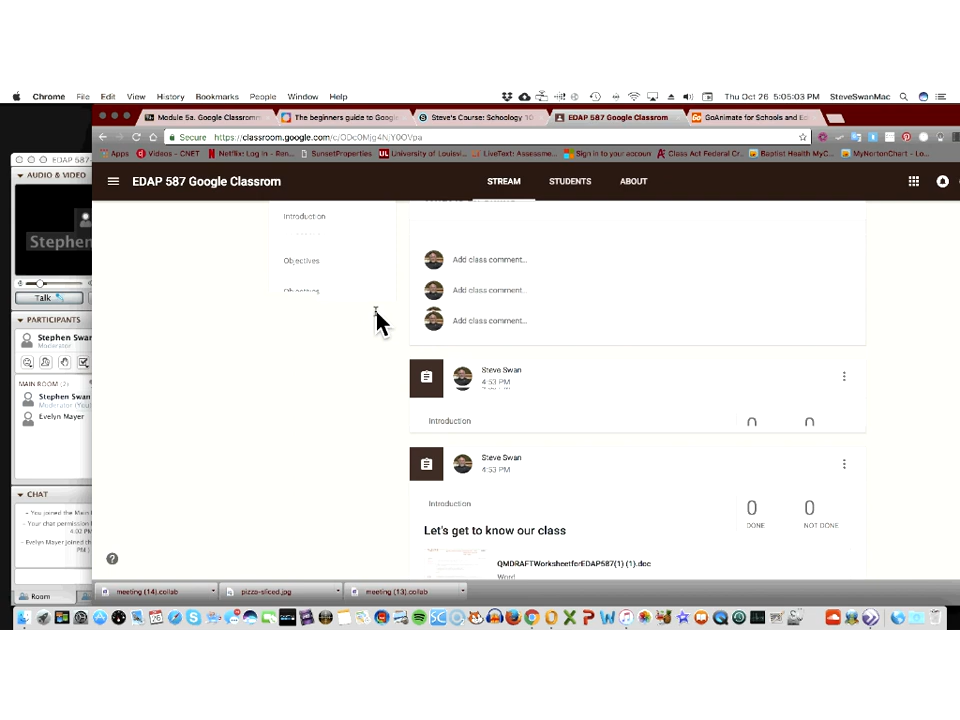 Chrome File Edit View History Bookmarks People Window Help Thu Oct 26 5:05:03 PM SteveSwanMac
Module 5a. Google Classroom The beginners guide to Google Steve's Course: Schoology 10 EDAP 587 Google Classrom GoAnimate for Schools and Ed
Secure https://classroom.google.com/c/
Apps Videos - CNET Netflix: Log in - Ren... SunsetProperties University of Louisvi... LiveText: Assessme... Sign in to your accoun Class Act Federal Cr... Baptist Health MyC... MyNortonChart - Lo...
EDAP 587-
AUDIO & VIDEO
Stephen
Talk
PARTICIPANTS
Stephen Swan
Moderator
MAIN ROOM
Stephen Swan
Moderator (You)
Evelyn Mayer
CHAT
- You joined the Main
- Your chat permission
4:02 PM
- Evelyn Mayer joined th
PM )
Room
EDAP 587 Google Classrom STREAM STUDENTS ABOUT
Introduction
Objectives
Objectives
Add class comment...
Add class comment...
Add class comment...
Steve Swan
4:53 PM
Introduction 0 0
Steve Swan
4:53 PM
Introduction
0 0
DONE NOT DONE
Let's get to know our class
QMDRAFTWorksheetforEDAP587(1) (1).doc
Word
meeting (14).collab pizza-sliced.jpg meeting (13).collab